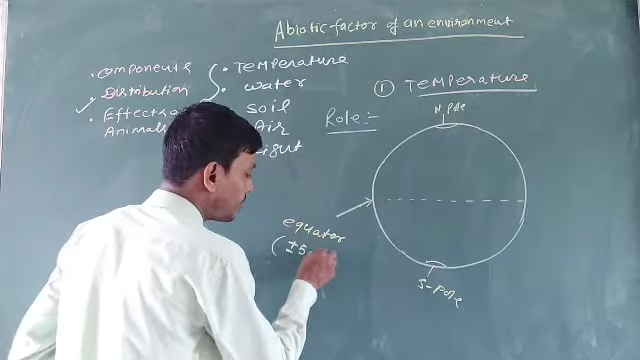 Abiotic factor of an environment
. components
. Distribution
. Effect on
Animals
. Temperature
. water
soil
Air
① Temperature
Role:-
N Pole
equator
(±5
S-Pole